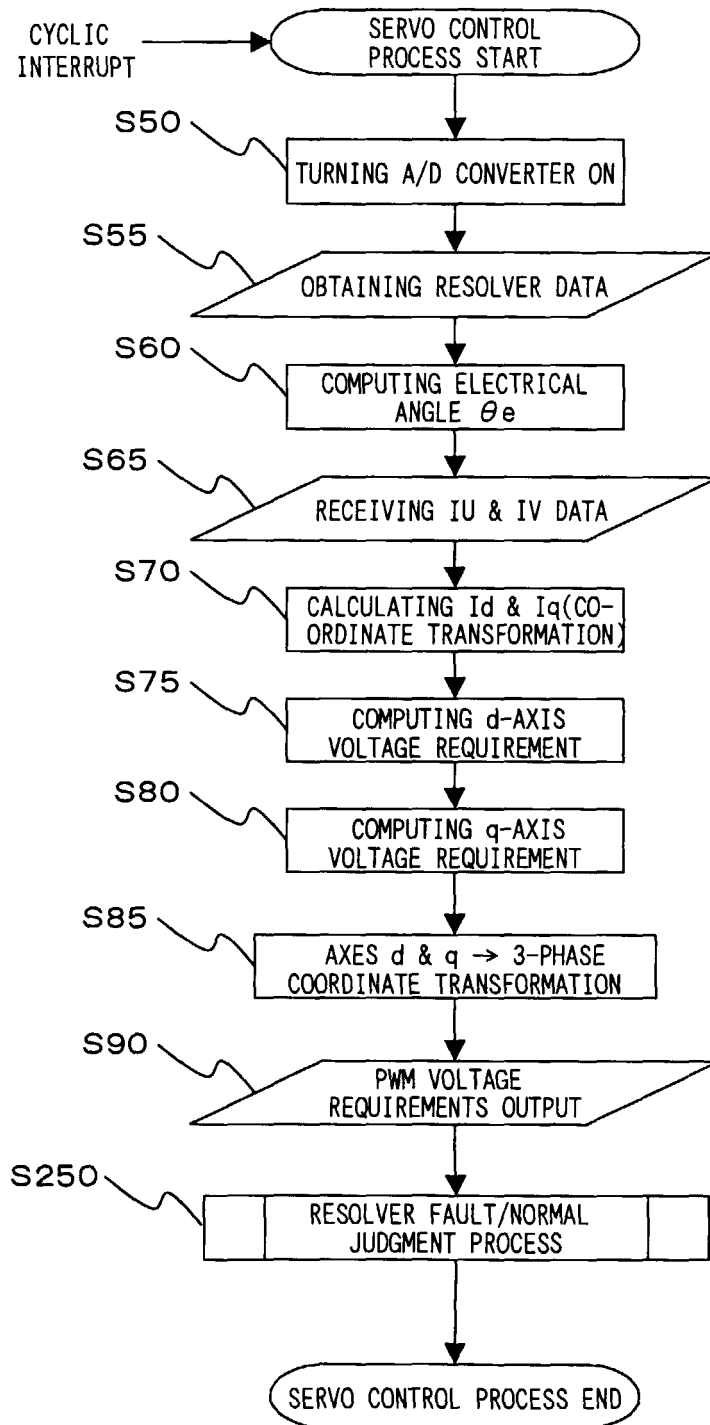 CYCLIC
INTERRUPT
SERVO CONTROL
PROCESS START
S50
TURNING A/D CONVERTER ON
S55
OBTAINING RESOLVER DATA
S60
COMPUTING ELECTRICAL
ANGLE θe
S65
RECEIVING IU & IV DATA
S70
CALCULATING Id & Iq(CO-
ORDINATE TRANSFORMATION)
S75
COMPUTING d-AXIS
VOLTAGE REQUIREMENT
S80
COMPUTING q-AXIS
VOLTAGE REQUIREMENT
S85
AXES d & q → 3-PHASE
COORDINATE TRANSFORMATION
S90
PWM VOLTAGE
REQUIREMENTS OUTPUT
S250
RESOLVER FAULT/NORMAL
JUDGMENT PROCESS
SERVO CONTROL PROCESS END